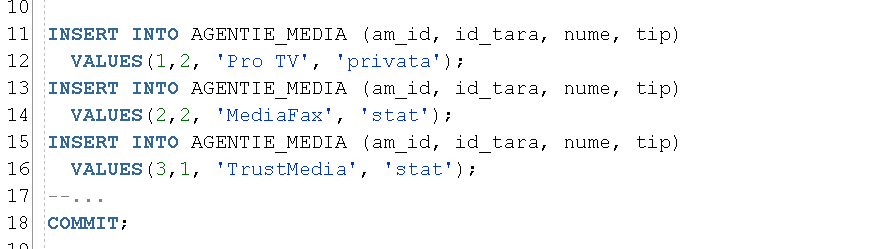 10
11 INSERT INTO AGENTIE_MEDIA (am_id, id_tara, nume, tip)
12 VALUES(1,2, 'Pro TV', 'privata');
13 INSERT INTO AGENTIE_MEDIA (am_id, id_tara, nume, tip)
14 VALUES(2,2, 'MediaFax', 'stat');
15 INSERT INTO AGENTIE_MEDIA (am_id, id_tara, nume, tip)
16 VALUES(3,1, 'TrustMedia', 'stat');
17 --...
18 COMMIT;
19